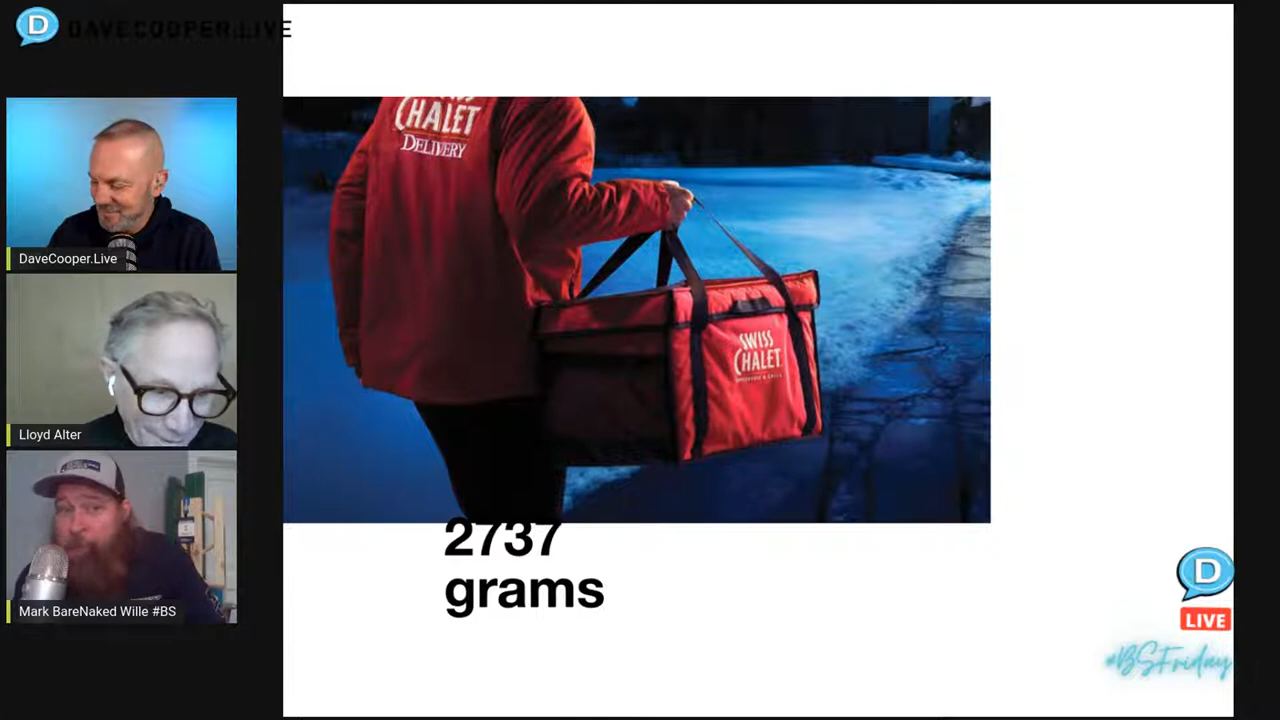 D DAVECOOPER.LIVE
DaveCooper.Live
Lloyd Alter
Mark BareNaked Wille #BS
CHALET
DELIVERY
SWISS
CHALET
2737
grams
D
LIVE
#BSFriday